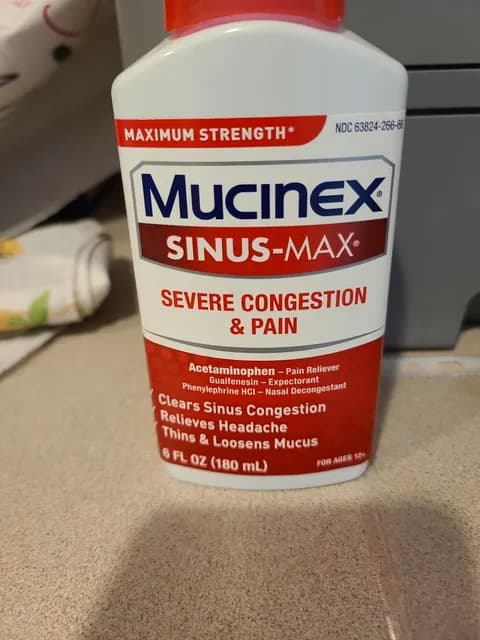 MAXIMUM STRENGTH*
NDC 63824-266-66
MUCINEX®
SINUS-MAX®
SEVERE CONGESTION
& PAIN
Acetaminophen – Pain Reliever
Guaifenesin – Expectorant
Phenylephrine HCl – Nasal Decongestant
✓ Clears Sinus Congestion
✓ Relieves Headache
✓ Thins & Loosens Mucus
6 FL OZ (180 mL)
FOR AGES 12+